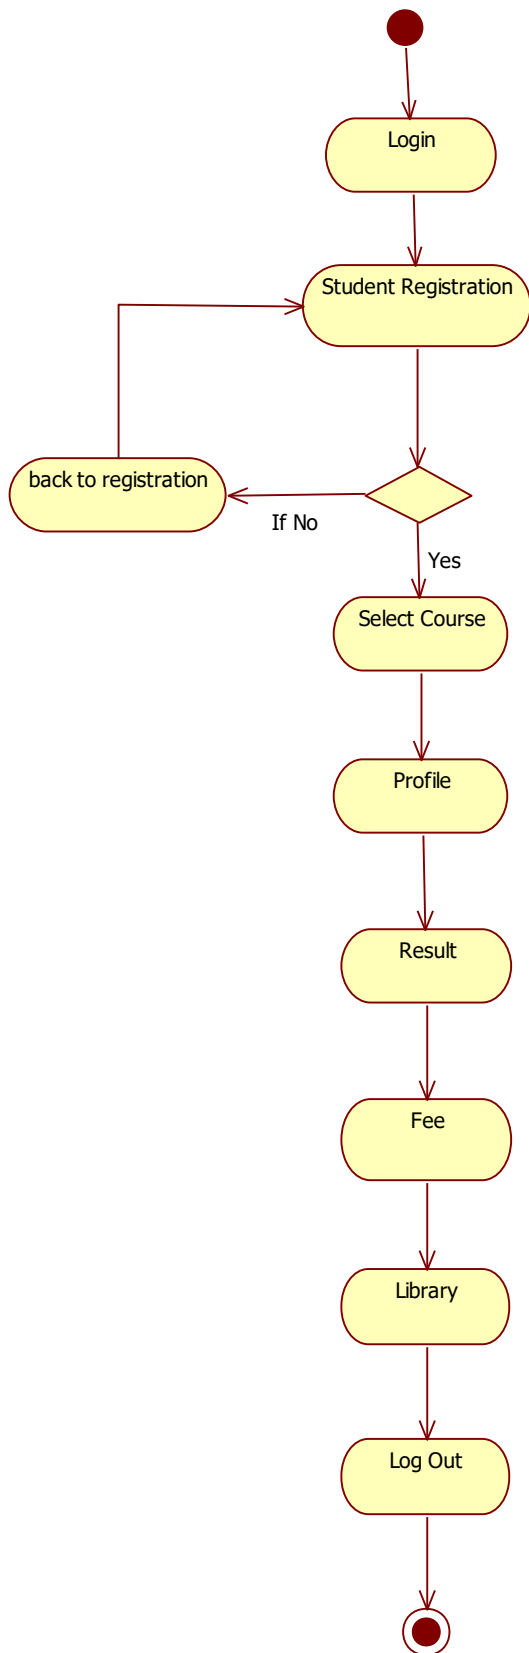 Login
Student Registration
back to registration
If No
Yes
Select Course
Profile
Result
Fee
Library
Log Out